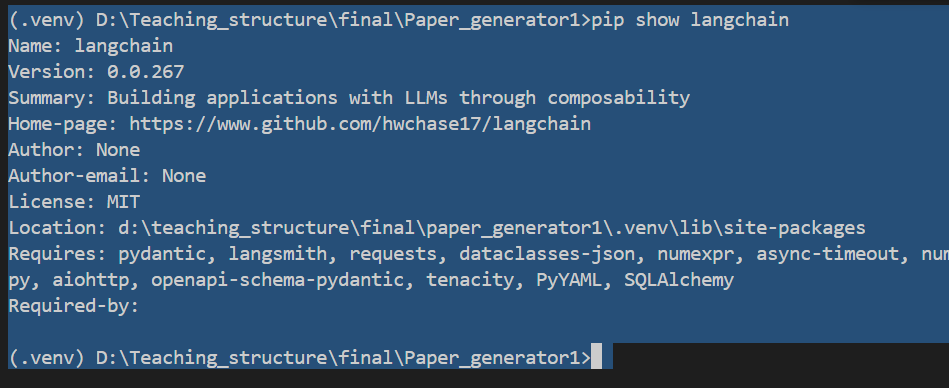 (.venv) D:\Teaching_structure\final\Paper_generator1>pip show langchain
Name: langchain
Version: 0.0.267
Summary: Building applications with LLMs through composability
Home-page: https://www.github.com/hwchase17/langchain
Author: None
Author-email: None
License: MIT
Location: d:\teaching_structure\final\paper_generator1\.venv\lib\site-packages
Requires: pydantic, langsmith, requests, dataclasses-json, numexpr, async-timeout, num
py, aiohttp, openapi-schema-pydantic, tenacity, PyYAML, SQLAlchemy
Required-by:
(.venv) D:\Teaching_structure\final\Paper_generator1>